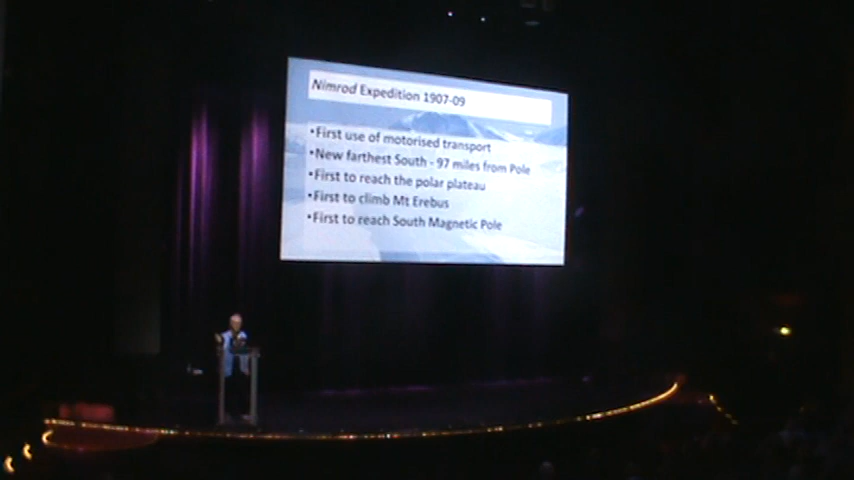 Nimrod Expedition 1907-09
•First use of motorised transport
•New farthest South - 97 miles from Pole
•First to reach the polar plateau
•First to climb Mt Erebus
•First to reach South Magnetic Pole